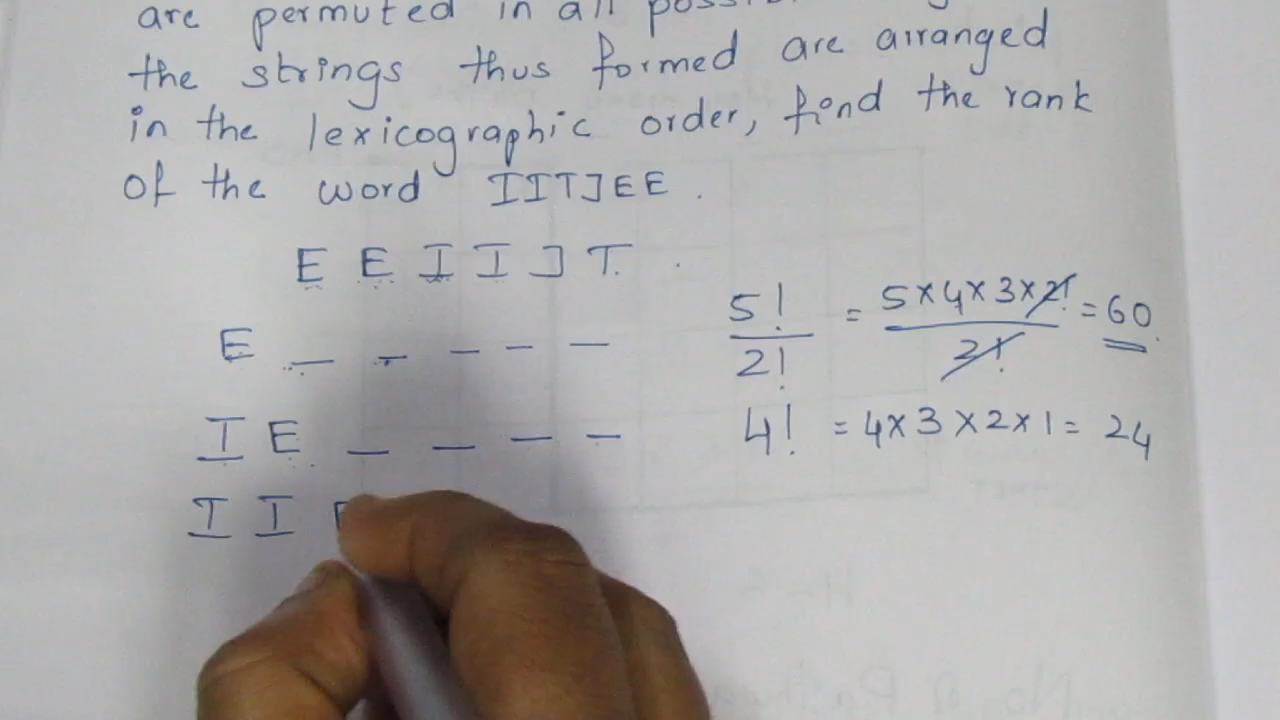 are permuted in all
the strings thus formed are arranged
in the lexicographic order, find the rank
of the word IITJEE.
E E I I J T.
E _ _ _ _ _ 5!/2! = 5×4×3×2!/2! = 60
I E _ _ _ _ 4! = 4×3×2×1= 24
I I